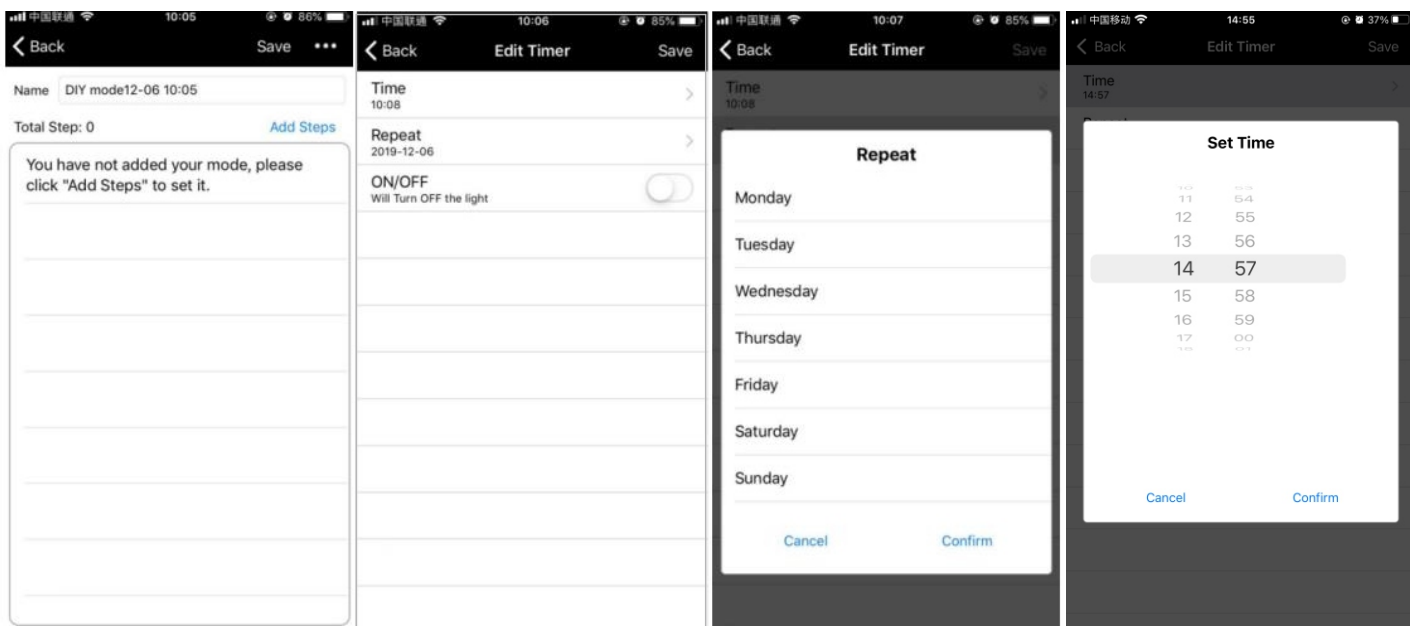 中国联通 10:05 86%
Back Save •••
Name DIY mode12-06 10:05
Total Step: 0 Add Steps
You have not added your mode, please
click "Add Steps" to set it.
中国联通 10:06 85%
Back Edit Timer Save
Time
10:08
Repeat
2019-12-06
ON/OFF
Will Turn OFF the light
中国联通 10:07 85%
Back Edit Timer Save
Time
10:08
Repeat
Monday
Tuesday
Wednesday
Thursday
Friday
Saturday
Sunday
Cancel Confirm
中国移动 14:55 37%
Back Edit Timer Save
Time
14:57
Set Time
10 53
11 54
12 55
13 56
14 57
15 58
16 59
17 00
18 01
Cancel Confirm